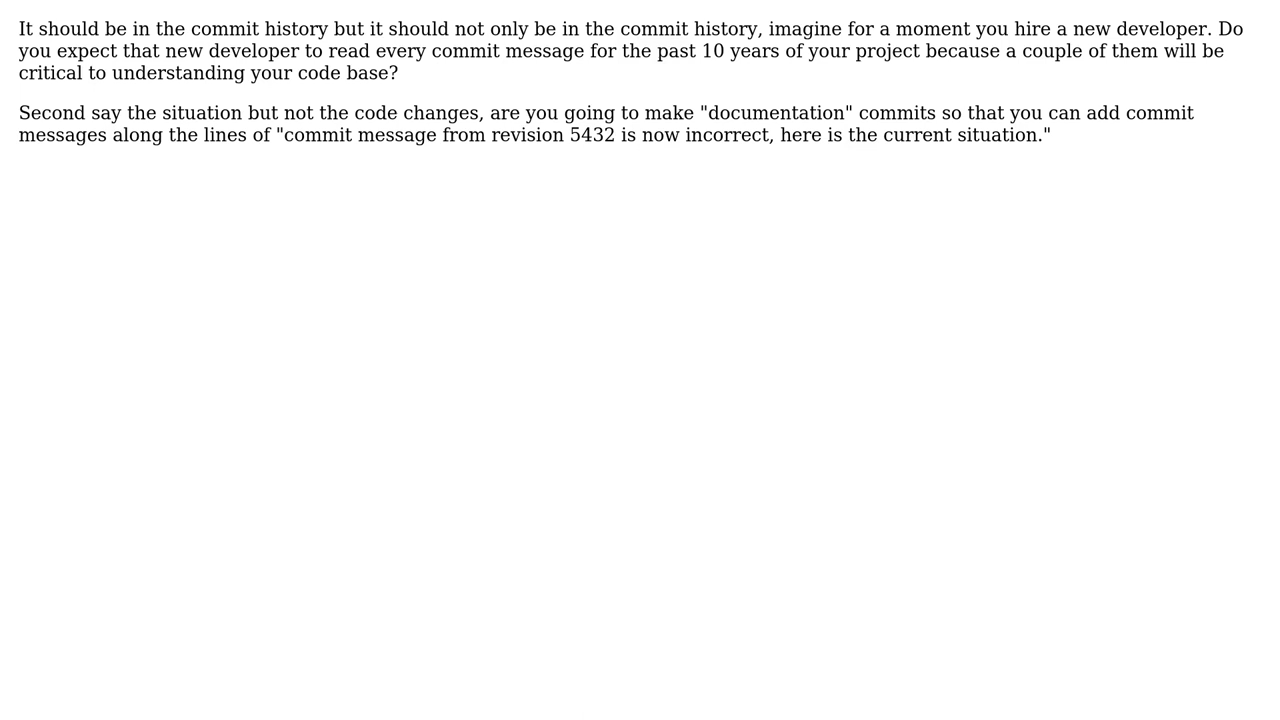 It should be in the commit history but it should not only be in the commit history, imagine for a moment you hire a new developer. Do
you expect that new developer to read every commit message for the past 10 years of your project because a couple of them will be
critical to understanding your code base?
Second say the situation but not the code changes, are you going to make "documentation" commits so that you can add commit
messages along the lines of "commit message from revision 5432 is now incorrect, here is the current situation."